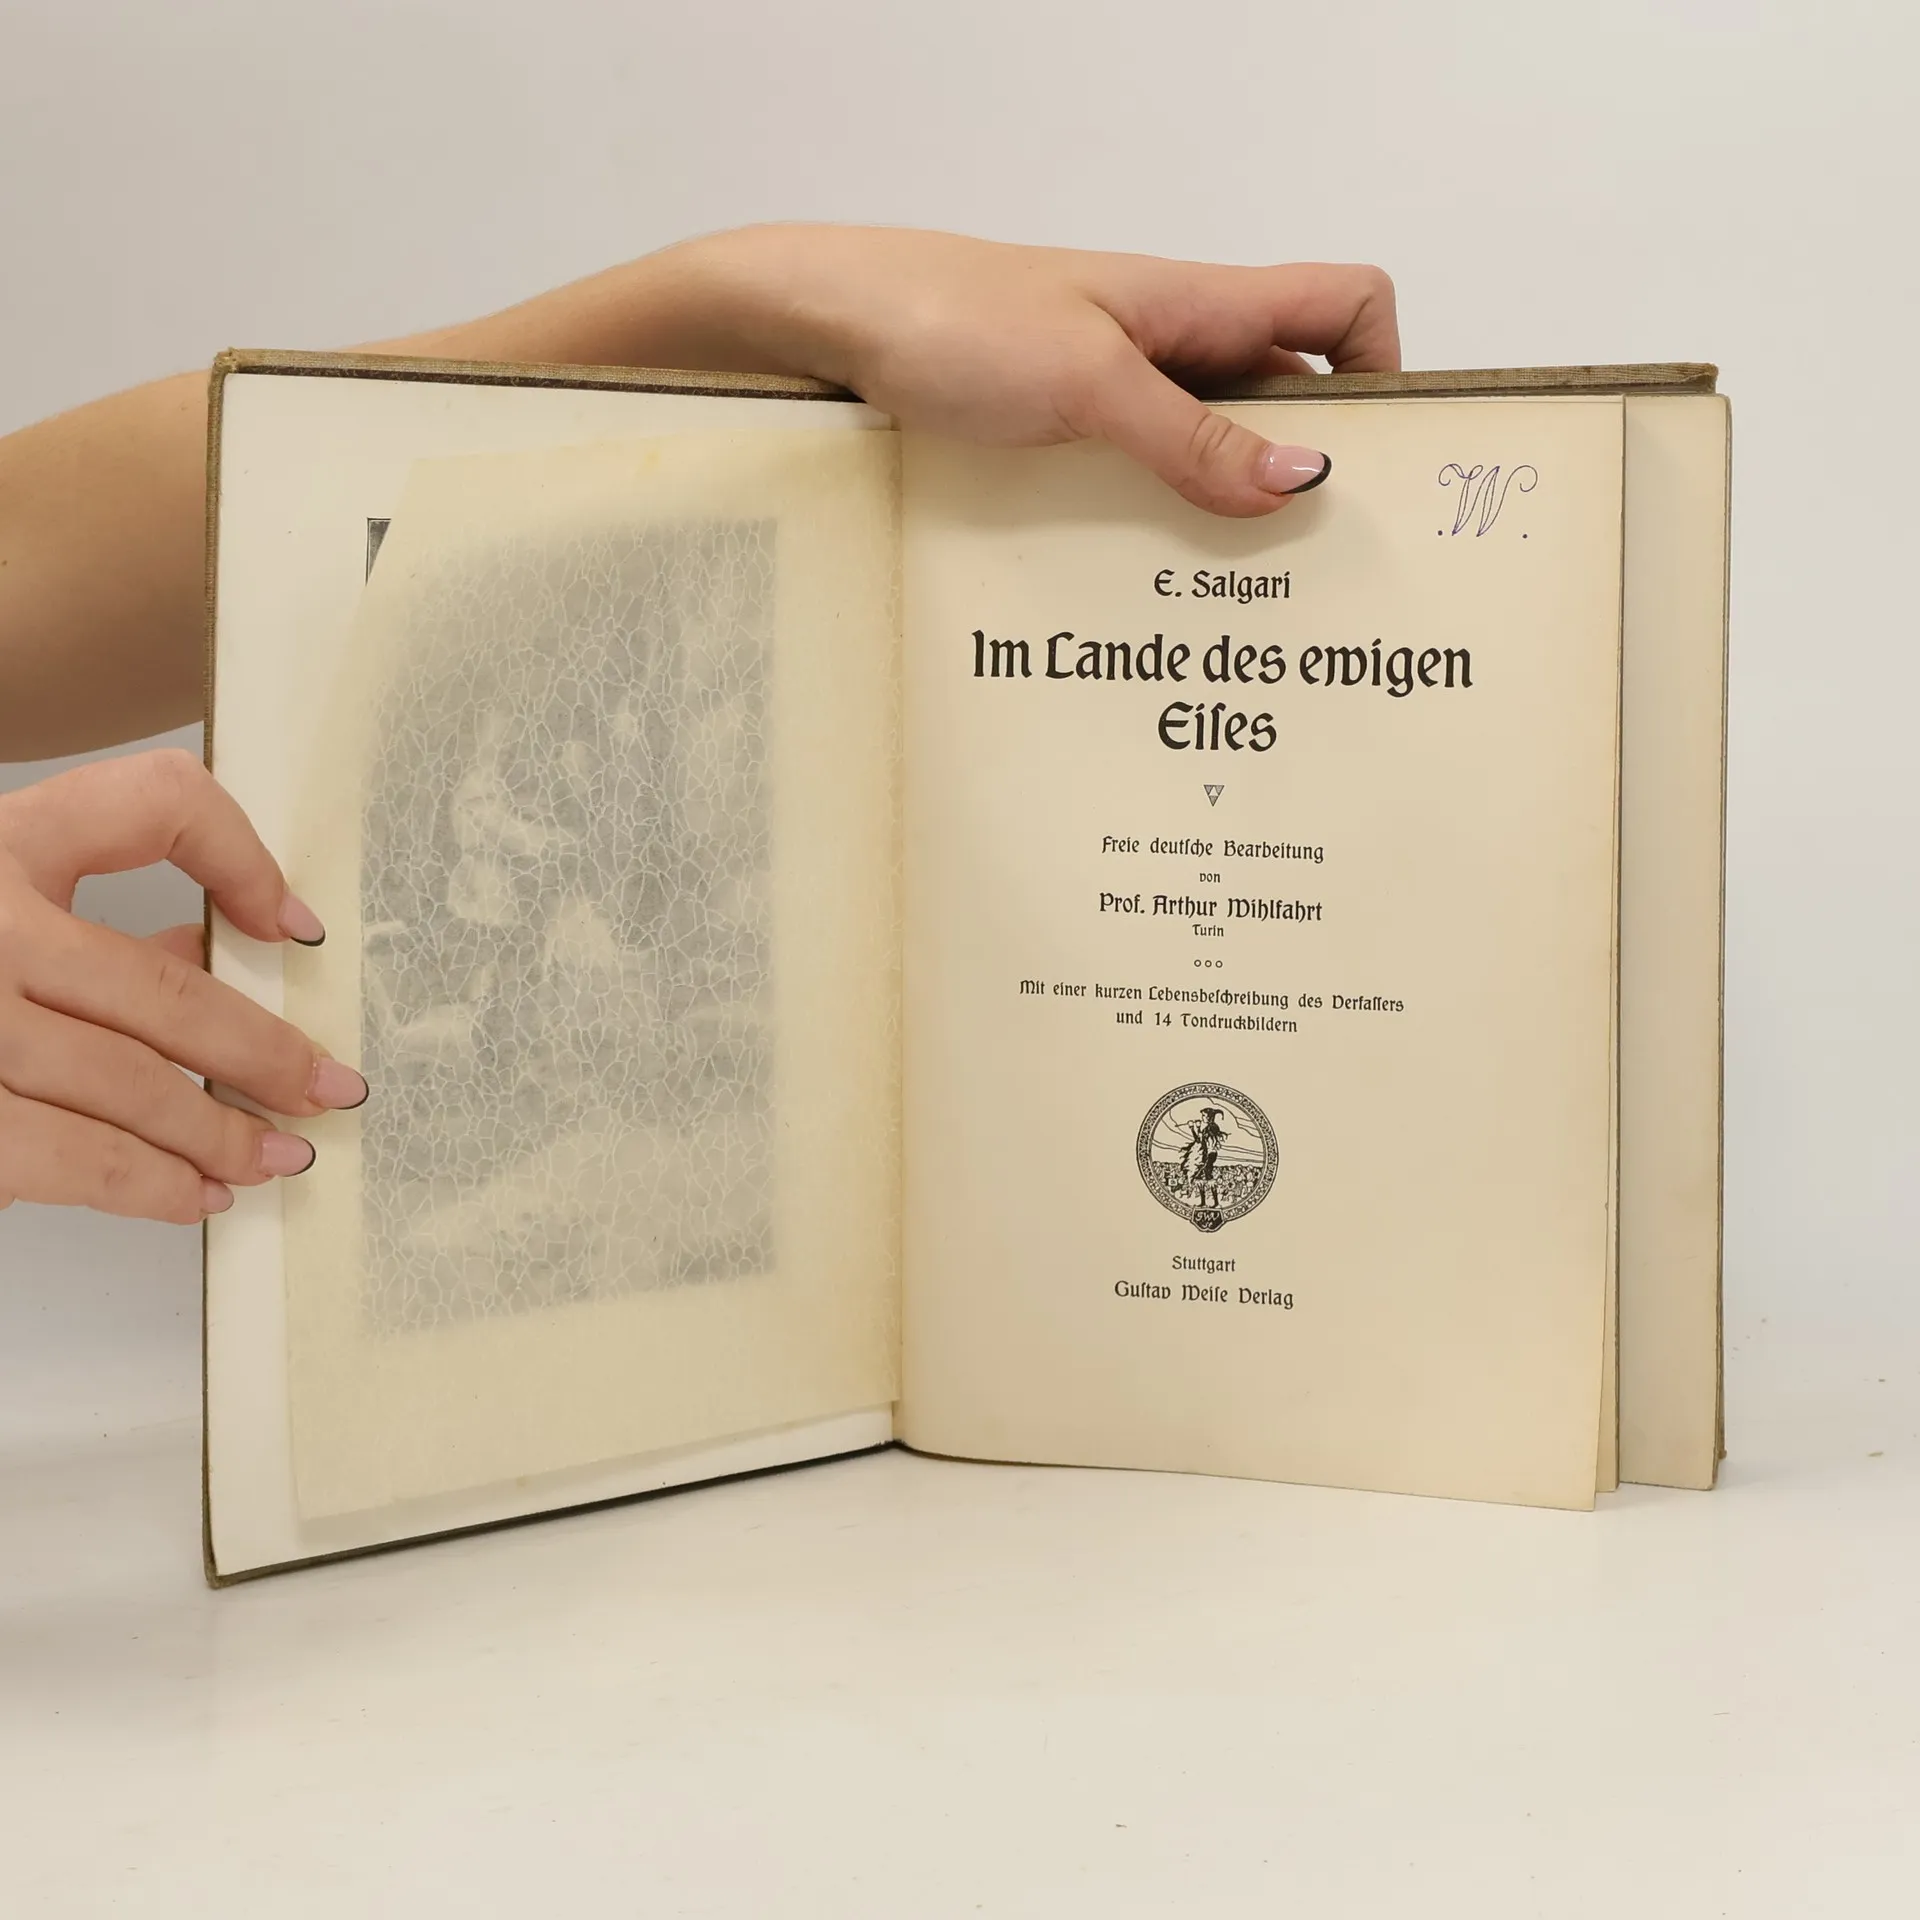 .W.
E. Salgari
Im Lande des ewigen
Eiſes
Freie deutſche Bearbeitung
von
Prof. Arthur Wihlfahrt
Turin
Mit einer kurzen Lebensbeſchreibung des Verfaſſers
und 14 Tondruckbildern
Stuttgart
Guſtav Weiſe Verlag